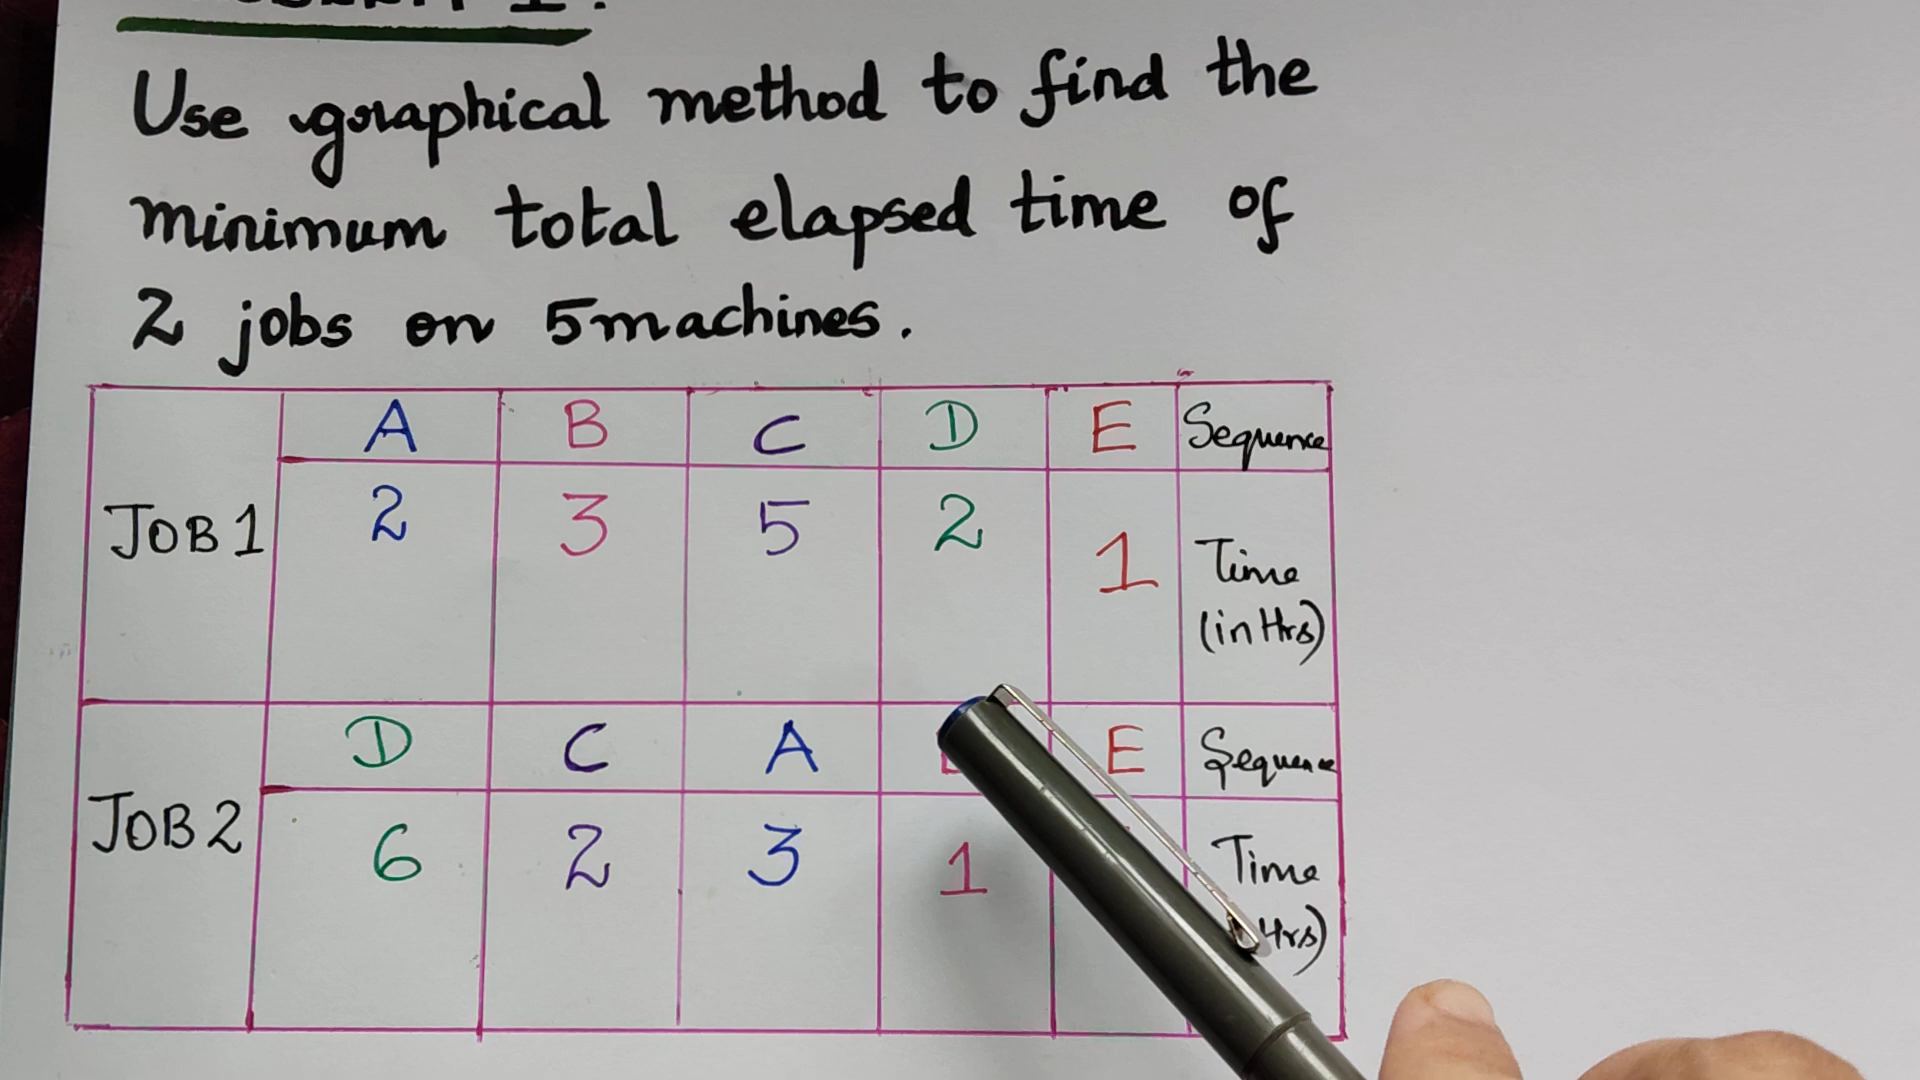 Use graphical method to find the
minimum total elapsed time of
2 jobs on 5 machines.
A B C D E Sequence
JOB 1 2 3 5 2 1 Time
(in Hrs)
D C A E Sequence
JOB 2 6 2 3 1 Time
Hrs)